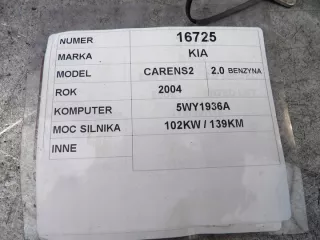 NUMER 16725
MARKA KIA
MODEL CARENS2 2.0 BENZYNA
ROK 2004
KOMPUTER 5WY1936A
MOC SILNIKA 102KW / 139KM
INNE